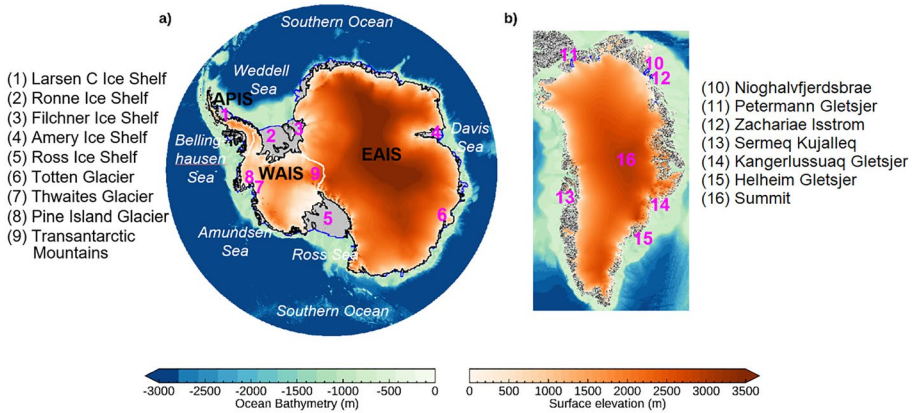 a)
b)
Southern Ocean
Weddell
Sea
APIS
1
Belling
hausen
Sea
2
3
EAIS
4
Davis
Sea
WAIS
9
8
7
5
6
Amundsen
Sea
Ross Sea
Southern Ocean
(1) Larsen C Ice Shelf
(2) Ronne Ice Shelf
(3) Filchner Ice Shelf
(4) Amery Ice Shelf
(5) Ross Ice Shelf
(6) Totten Glacier
(7) Thwaites Glacier
(8) Pine Island Glacier
(9) Transantarctic
Mountains
11
10
12
16
13
14
15
(10) Nioghalvfjerdsbrae
(11) Petermann Gletsjer
(12) Zachariae Isstrom
(13) Sermeq Kujalleq
(14) Kangerlussuaq Gletsjer
(15) Helheim Gletsjer
(16) Summit
-3000 -2500 -2000 -1500 -1000 -500 0
Ocean Bathymetry (m)
0 500 1000 1500 2000 2500 3000 3500
Surface elevation (m)